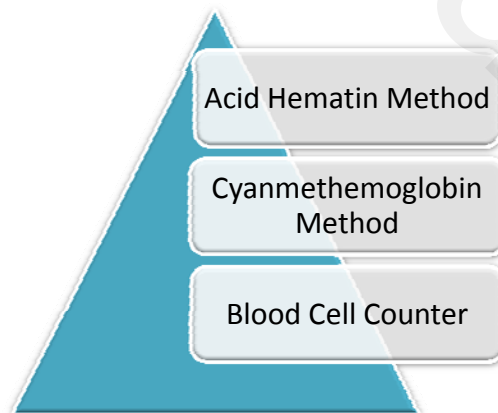 Acid Hematin Method
Cyanmethemoglobin
Method
Blood Cell Counter